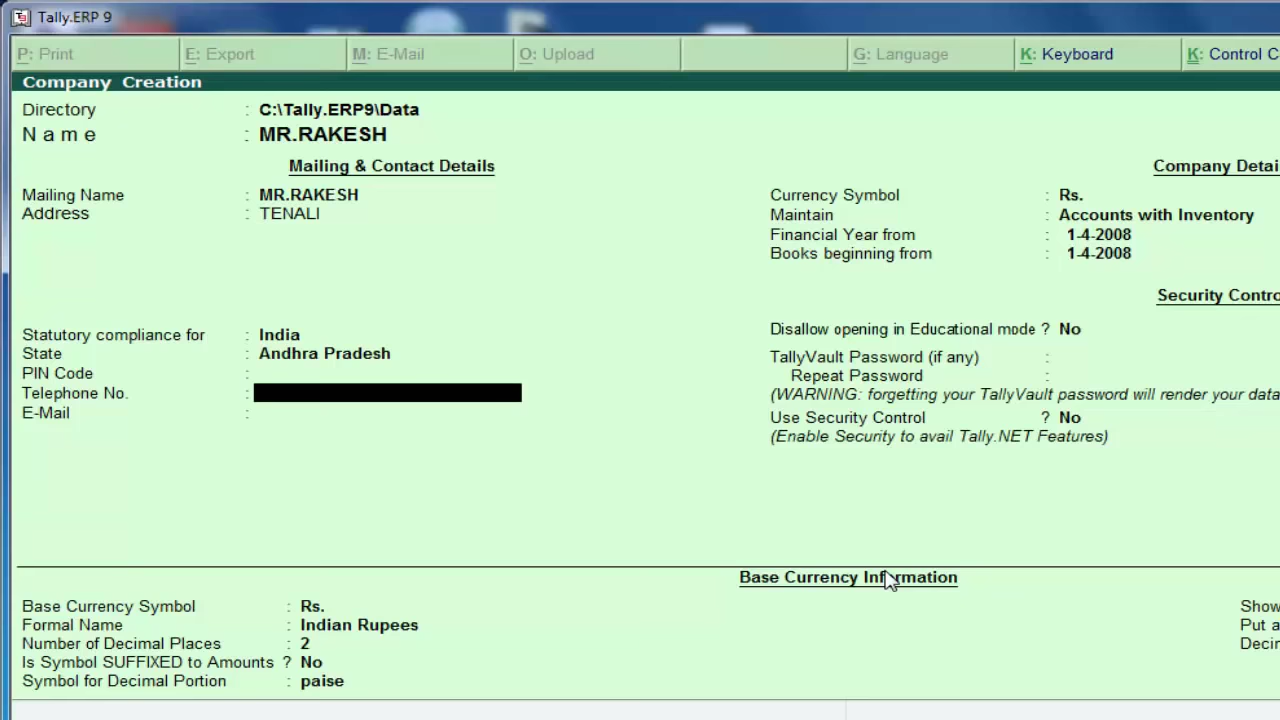 Tally.ERP 9
P: Print E: Export M: E-Mail O: Upload G: Language K: Keyboard K: Control C
Company Creation
Directory : C:\Tally.ERP9\Data
Name : MR.RAKESH
Mailing & Contact Details
Mailing Name : MR.RAKESH
Address : TENALI
Statutory compliance for : India
State : Andhra Pradesh
PIN Code :
Telephone No. :
E-Mail :
Company Detai
Currency Symbol : Rs.
Maintain : Accounts with Inventory
Financial Year from : 1-4-2008
Books beginning from : 1-4-2008
Security Contro
Disallow opening in Educational mode ? No
TallyVault Password (if any) :
Repeat Password :
(WARNING: forgetting your TallyVault password will render your data
Use Security Control ? No
(Enable Security to avail Tally.NET Features)
Base Currency Information
Base Currency Symbol : Rs.
Formal Name : Indian Rupees
Number of Decimal Places : 2
Is Symbol SUFFIXED to Amounts ? No
Symbol for Decimal Portion : paise
Show
Put a
Decin